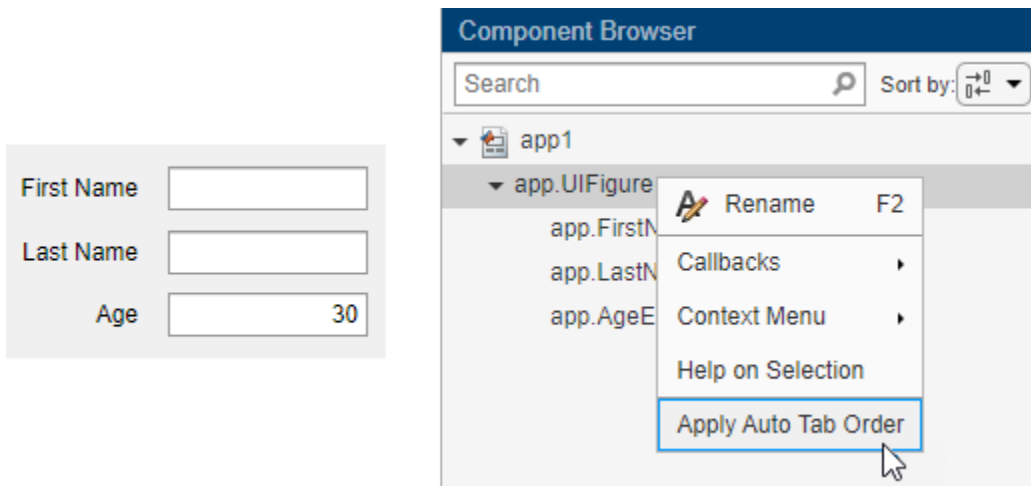 First Name
Last Name
Age 30
Component Browser
Search Sort by:
app1
app.UIFigure
app.FirstN
app.LastN
app.AgeE
Rename F2
Callbacks
Context Menu
Help on Selection
Apply Auto Tab Order